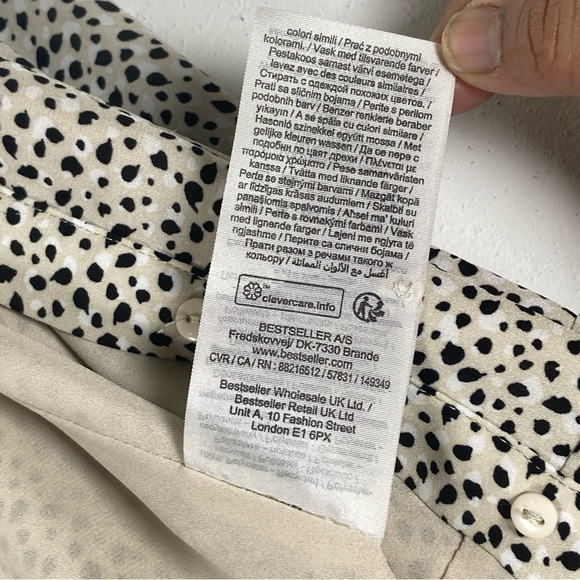 colori simili / Prać z podobnymi
kolorami. / Vask med tilsvarende farver /
Pestakoos samast värvi esemetega /
lavez avec des couleurs similaires /
Стирать с одеждой похожих цветов. /
Prati sa sličnim bojama / Perte s perilom
podobnih barv / Benzer renklerle beraber
yıkayın / A se spăla cu culori similare /
Hasonló színekkel együtt mossa / Met
gelijke kleuren wassen / Да се пере с
подобни по цвят дрехи / Πλένεται με
παρόμοια χρώματα / Pese samanväristen
kanssa / Tvätta med liknande färger /
Perte se stejnými barvami / Mazgāt kopā
ar līdzīgas krāsas audumiem / Skalbti su
panašiomis spalvomis / Ahsel ma' kuluri
simili / Perte s rovnakými farbami / Vask
med lignende farger / Lajeni me ngjyra të
ngjashme / Перите са сличним бојама /
Прати разом з речами такого ж
кольору / اغسل مع الألوان المماثلة /
TM
clevercare.info
BESTSELLER A/S
Fredskovvej/ DK-7330 Brande
www.bestseller.com
CVR / CA / RN : 88216512 / 57831 / 149349
Bestseller Wholesale UK Ltd. /
Bestseller Retail UK Ltd
Unit A, 10 Fashion Street
London E1 6PX